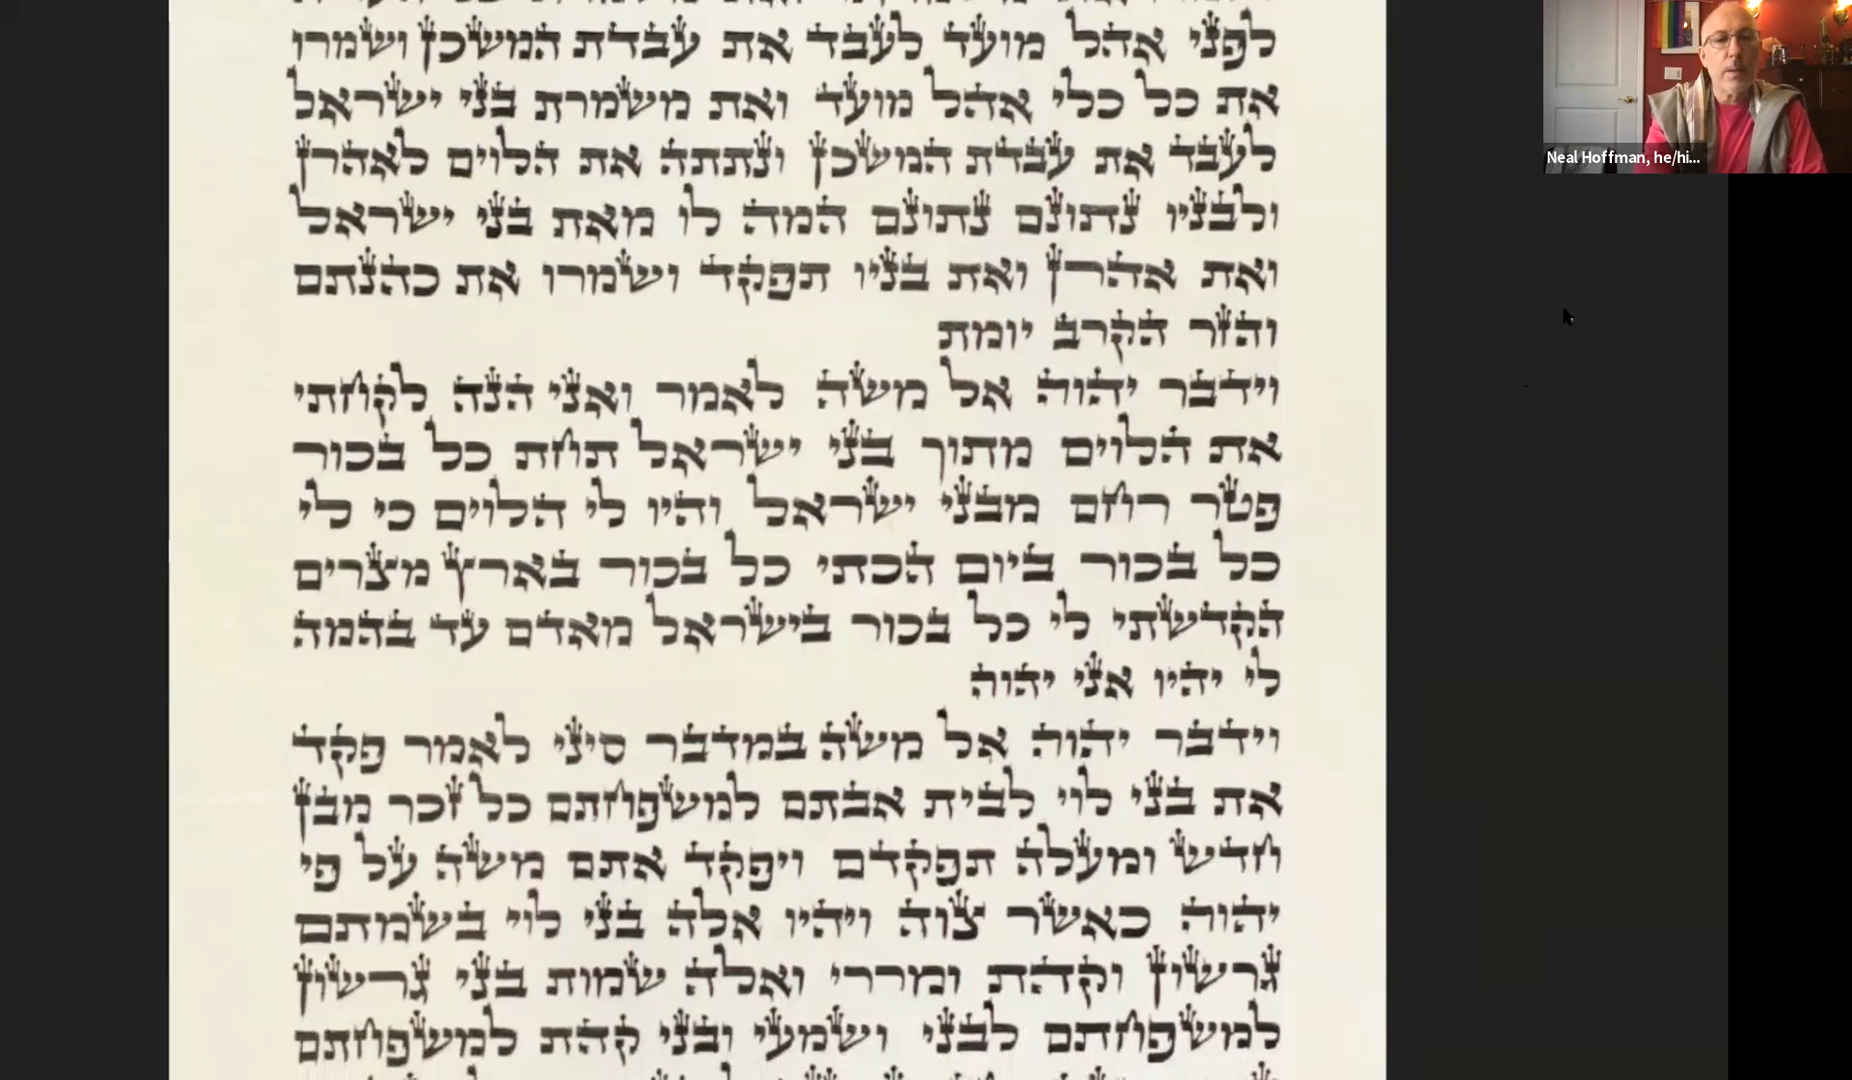 לפני אהל מועד לעבד את עבדת המשכן ושמרו
את כל כלי אהל מועד ואת משמרת בני ישראל
לעבד את עבדת המשכן ונתתה את הלוים לאהרן
ולבניו נתונם נתונם המה לו מאת בני ישראל
ואת אהרן ואת בניו תפקד ושמרו את כהנתם
והזר הקרב יומת
וידבר יהוה אל משה לאמר ואני הנה לקחתי
את הלוים מתוך בני ישראל תחת כל בכור
פטר רחם מבני ישראל והיו לי הלוים כי לי
כל בכור ביום הכתי כל בכור בארץ מצרים
הקדשתי לי כל בכור בישראל מאדם עד בהמה
לי יהיו אני יהוה
וידבר יהוה אל משה במדבר סיני לאמר פקד
את בני לוי לבית אבתם למשפחתם כל זכר מבן
חדש ומעלה תפקדם ויפקד אתם משה על פי
יהוה כאשר צוה ויהיו אלה בני לוי בשמתם
גרשון וקהת ומררי ואלה שמות בני גרשון
למשפחתם לבני ושמעי ובני קהת למשפחתם
Neal Hoffman, he/hi...